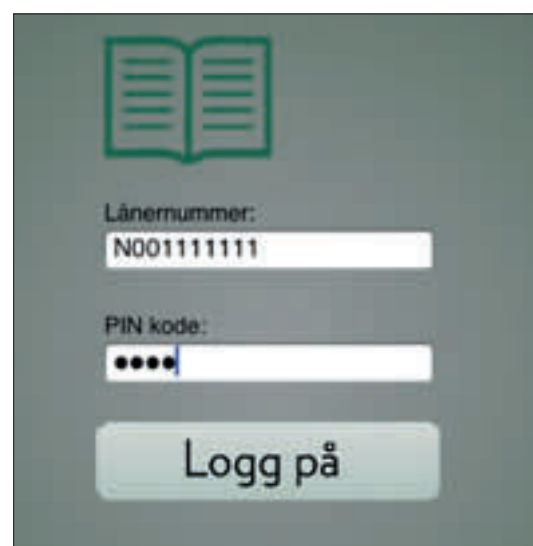 Lånernummer:
N001111111
PIN kode:
••••
Logg på